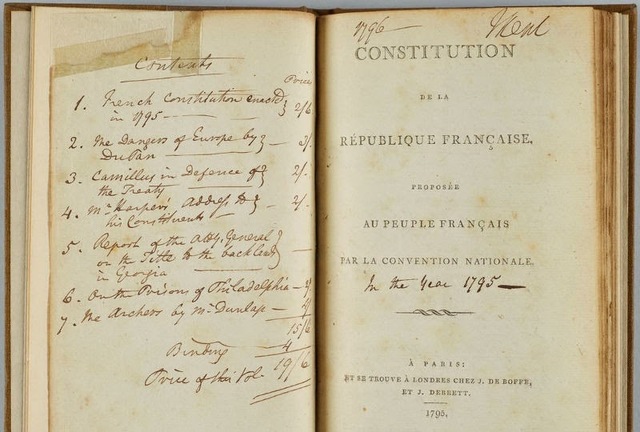 Contents
Price
1. French Constitution enacted
in 1795 — 2/6
2. The Dangers of Europe by
DuPan — 3/.
3. Camillus in Defence of
the Treaty — 2/.
4. Mr Harper's Address to
his Constituents — 2/.
5. Report of the Atty. General
on the Title to the back land
in Georgia —
6. On the Prisons of Philadelphia —
7. The Archers by Mr Dunlap —
15/6
Binding 4
Price of this Vol. 19/6
1796
CONSTITUTION
DE LA
RÉPUBLIQUE FRANÇAISE,
PROPOSÉE
AU PEUPLE FRANÇAIS
PAR LA CONVENTION NATIONALE.
In the Year 1795 —
À PARIS:
ET SE TROUVE À LONDRES CHEZ J. DE BOFFE,
ET J. DEBRETT.
1795.